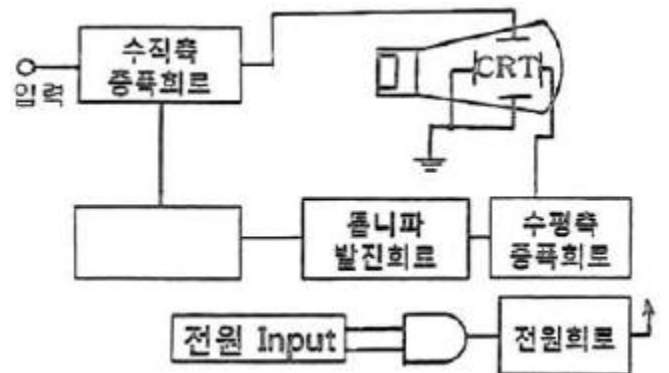 수직축
증폭회로
입력
CRT
톱니파
발진회로
수평축
증폭회로
전원 Input
전원회로